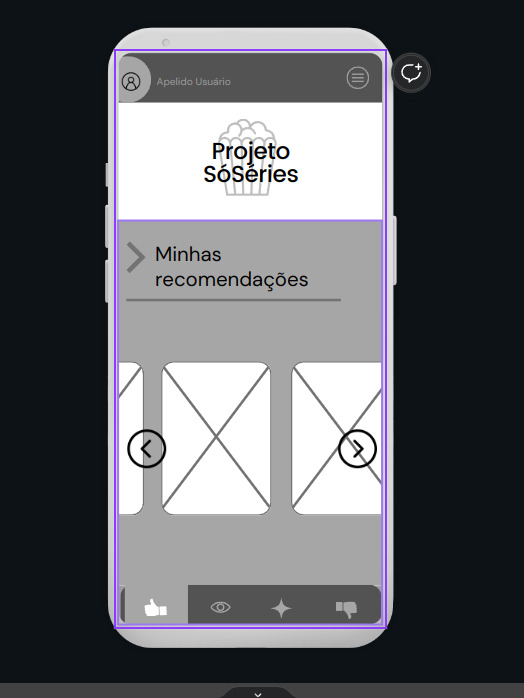 Apelido Usuário
Projeto
SóSéries
Minhas
recomendações